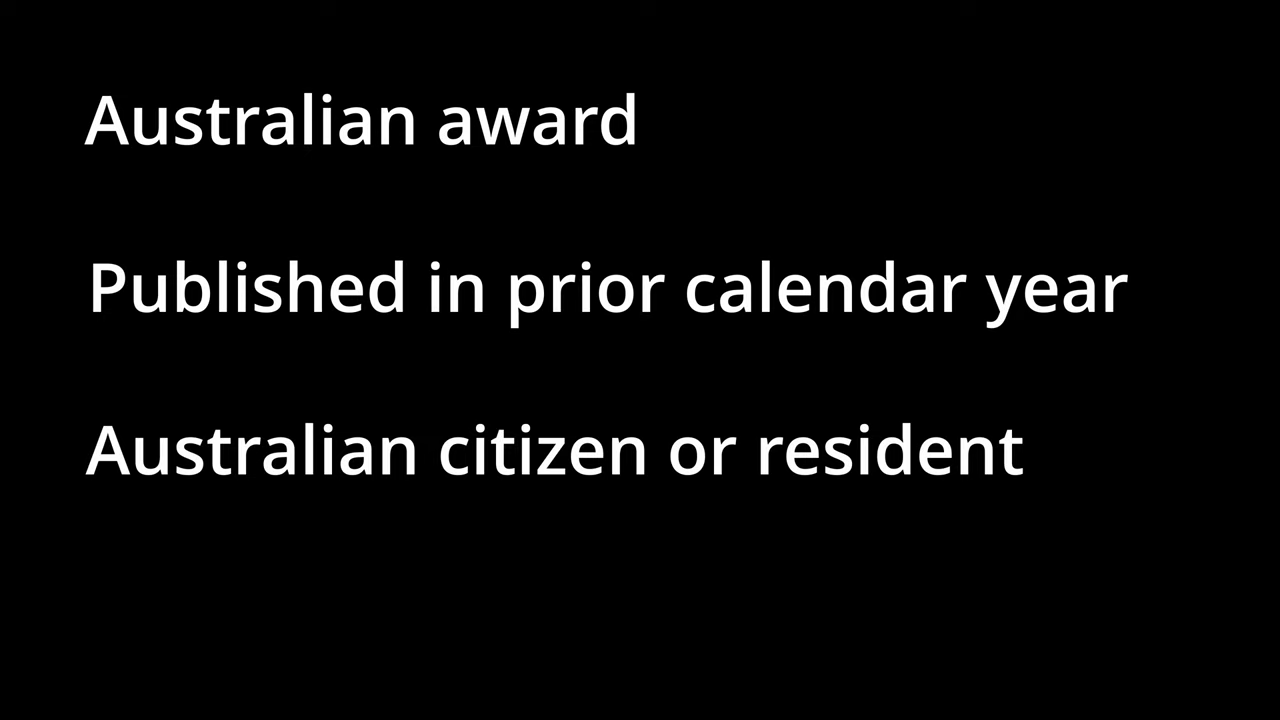 Australian award
Published in prior calendar year
Australian citizen or resident